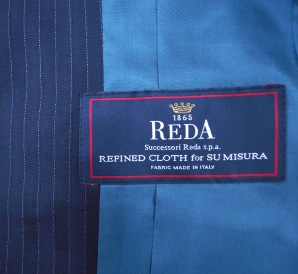 1865
REDA
Successori Reda s.p.a.
REFINED CLOTH for SU MISURA
FABRIC MADE IN ITALY